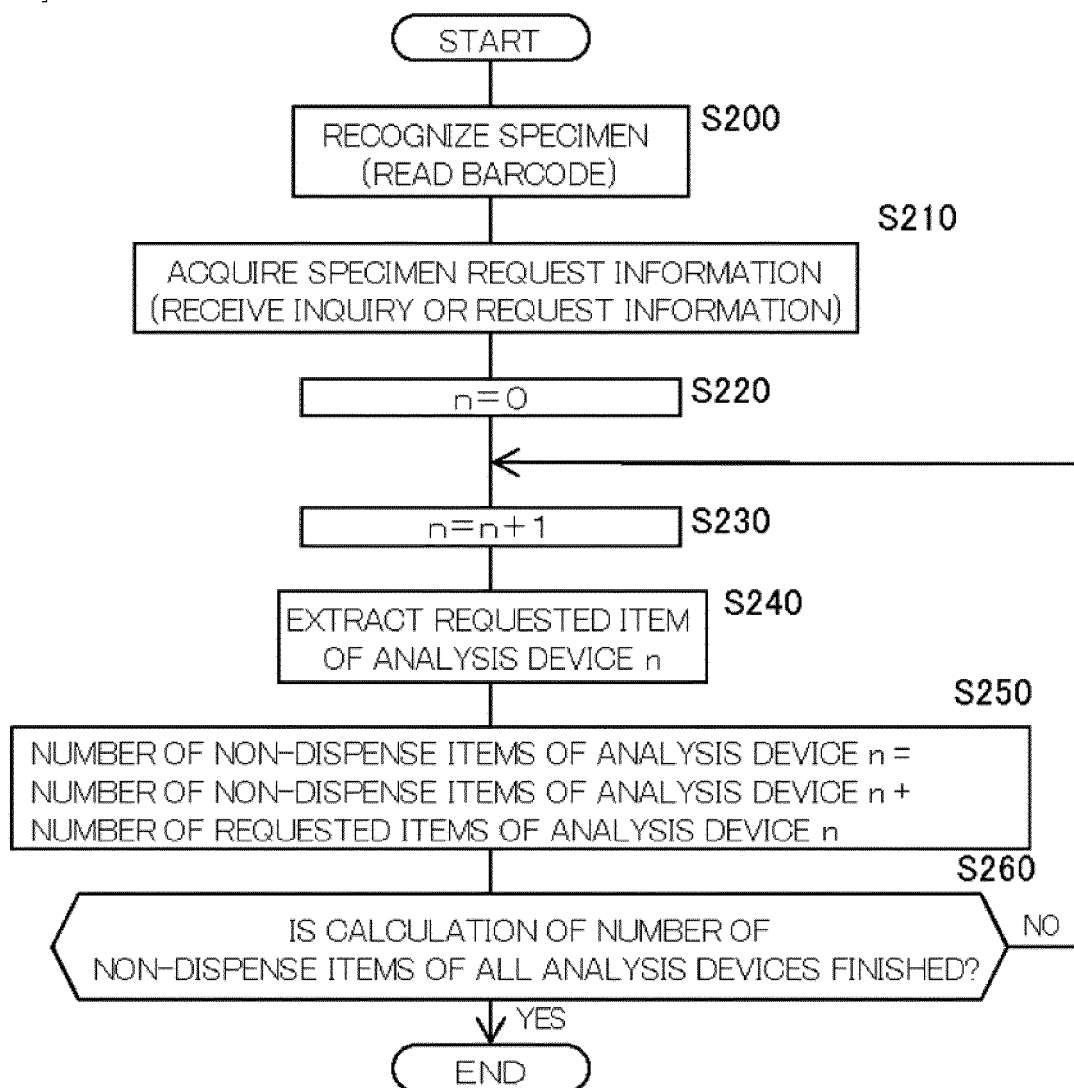 START
S200
RECOGNIZE SPECIMEN
(READ BARCODE)
S210
ACQUIRE SPECIMEN REQUEST INFORMATION
(RECEIVE INQUIRY OR REQUEST INFORMATION)
n=0
S220
n=n+1
S230
S240
EXTRACT REQUESTED ITEM
OF ANALYSIS DEVICE n
S250
NUMBER OF NON-DISPENSE ITEMS OF ANALYSIS DEVICE n =
NUMBER OF NON-DISPENSE ITEMS OF ANALYSIS DEVICE n +
NUMBER OF REQUESTED ITEMS OF ANALYSIS DEVICE n
S260
IS CALCULATION OF NUMBER OF
NON-DISPENSE ITEMS OF ALL ANALYSIS DEVICES FINISHED?
NO
YES
END